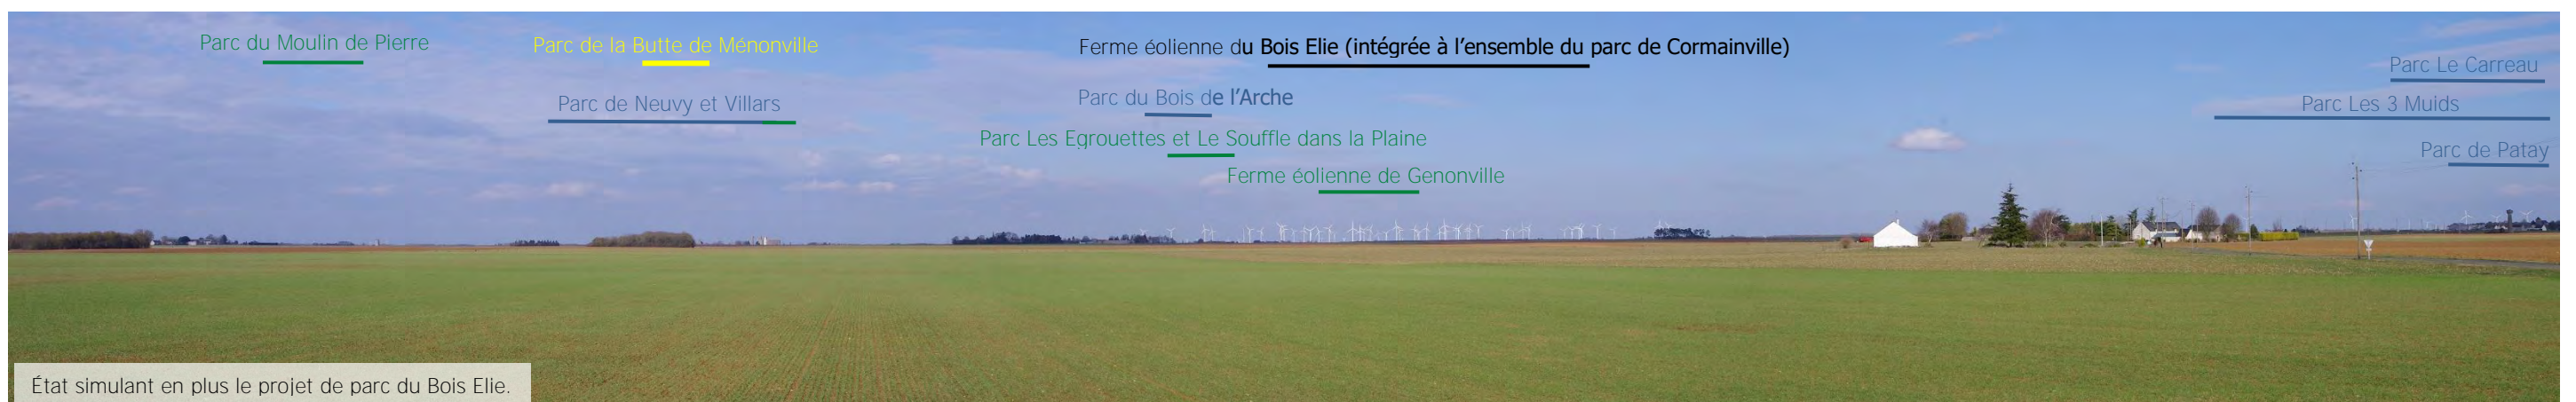 Parc du Moulin de Pierre
Parc de la Butte de Ménonville
Ferme éolienne du Bois Elie (intégrée à l'ensemble du parc de Cormainville)
Parc Le Carreau
Parc de Neuvy et Villars
Parc du Bois de l'Arche
Parc Les 3 Muids
Parc Les Egrouettes et Le Souffle dans la Plaine
Parc de Patay
Ferme éolienne de Genonville
État simulant en plus le projet de parc du Bois Elie.